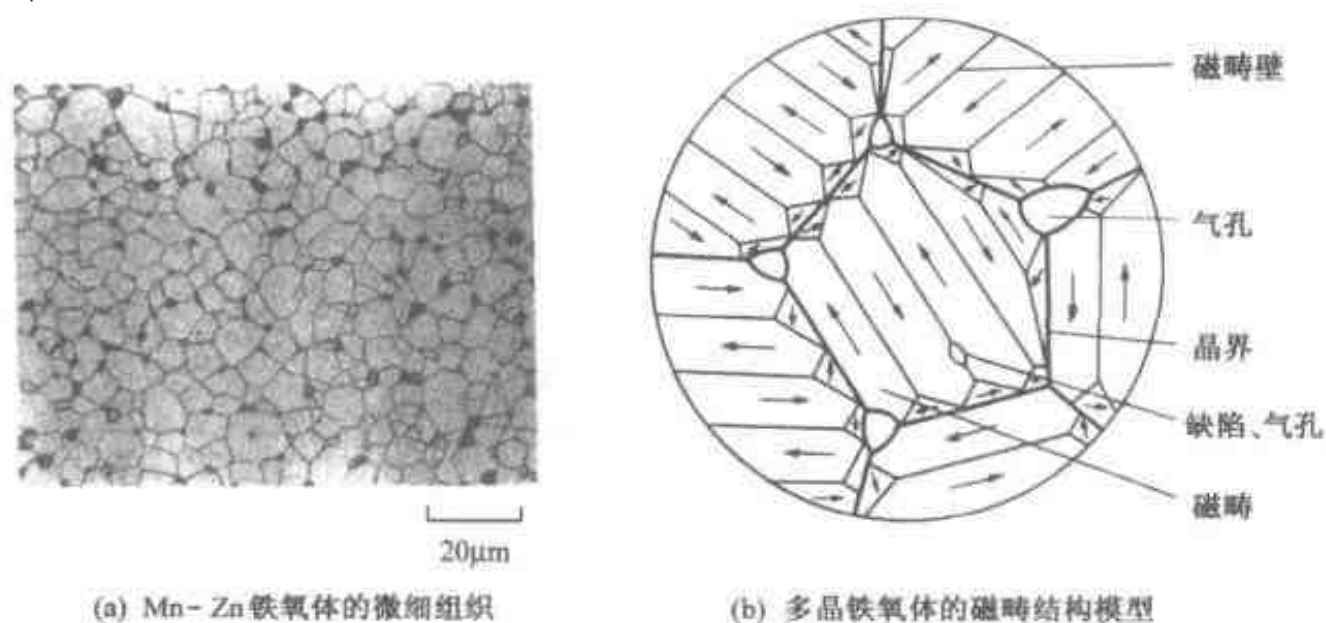 磁畴壁
气孔
晶界
缺陷、气孔
磁畴
20μm
(a) Mn-Zn铁氧体的微细组织
(b) 多晶铁氧体的磁畴结构模型